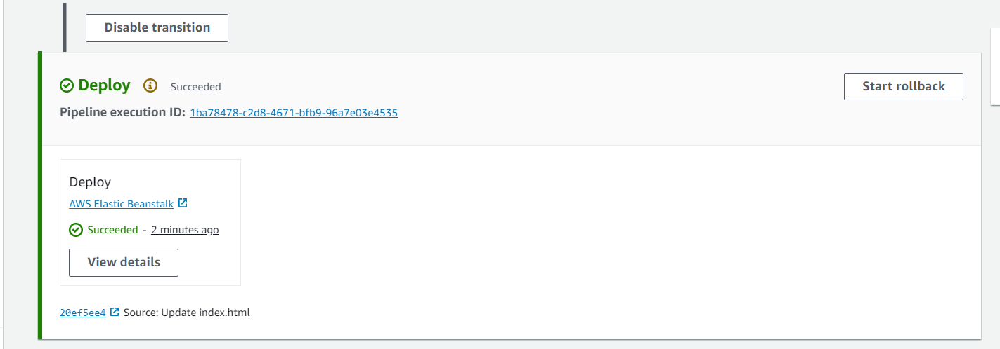 Disable transition
Deploy Succeeded
Start rollback
Pipeline execution ID: 1ba78478-c2d8-4671-bfb9-96a7e03e4535
Deploy
AWS Elastic Beanstalk
Succeeded - 2 minutes ago
View details
20ef5ee4 Source: Update index.html